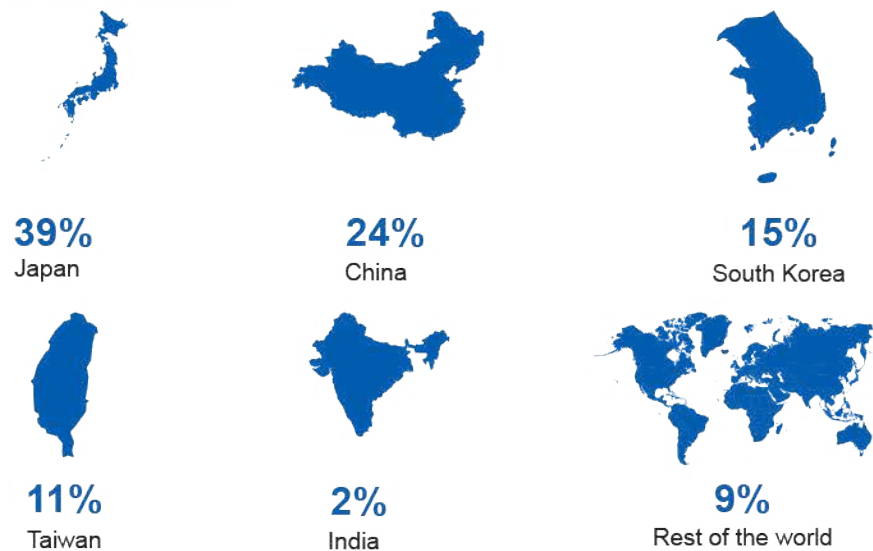 39%
Japan
24%
China
15%
South Korea
11%
Taiwan
2%
India
9%
Rest of the world